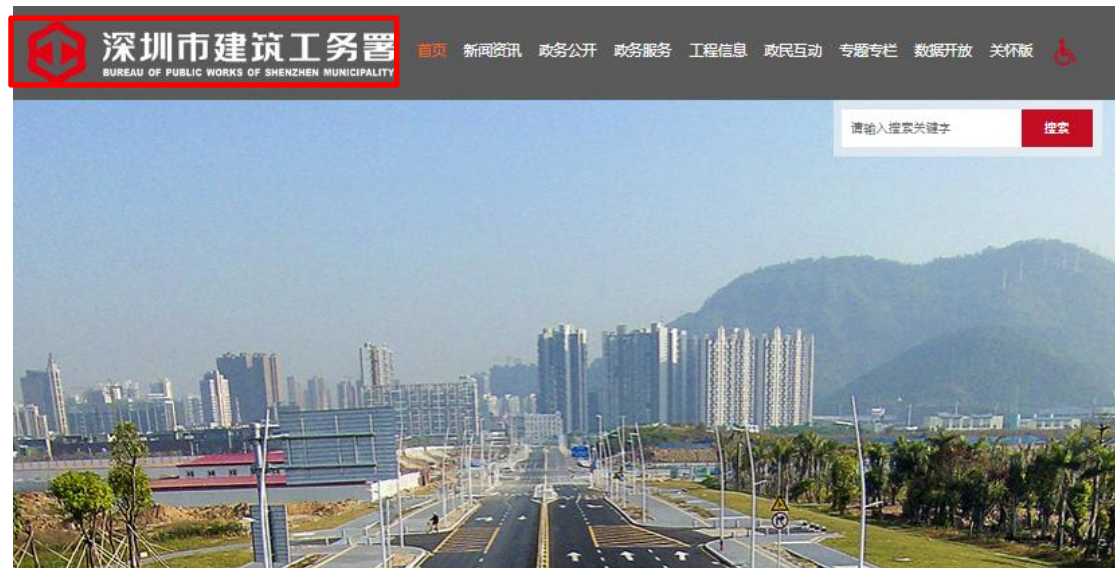 深圳市建筑工务署
BUREAU OF PUBLIC WORKS OF SHENZHEN MUNICIPALITY
首页 新闻资讯 政务公开 政务服务 工程信息 政民互动 专题专栏 数据开放 关怀版
请输入搜索关键字 搜索